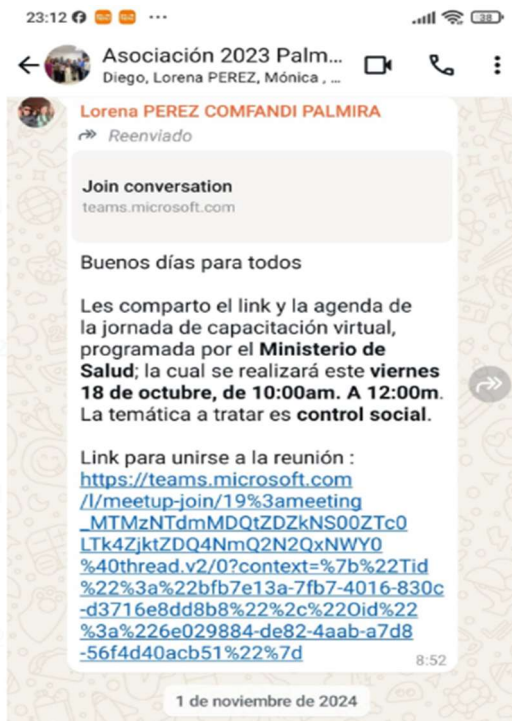 23:12
38
Asociación 2023 Palm...
Diego, Lorena PEREZ, Mónica , ...
Lorena PEREZ COMFANDI PALMIRA
Reenviado
Join conversation
teams.microsoft.com
Buenos días para todos
Les comparto el link y la agenda de
la jornada de capacitación virtual,
programada por el Ministerio de
Salud; la cual se realizará este viernes
18 de octubre, de 10:00am. A 12:00m.
La temática a tratar es control social.
Link para unirse a la reunión :
https://teams.microsoft.com
/l/meetup-join/19%3ameeting
_MTMzNTdmMDQtZDZkNS00ZTc0
LTk4ZjktZDQ4NmQ2N2QxNWY0
%40thread.v2/0?context=%7b%22Tid
%22%3a%22bfb7e13a-7fb7-4016-830c
-d3716e8dd8b8%22%2c%22Oid%22
%3a%226e029884-de82-4aab-a7d8
-56f4d40acb51%22%7d
8:52
1 de noviembre de 2024